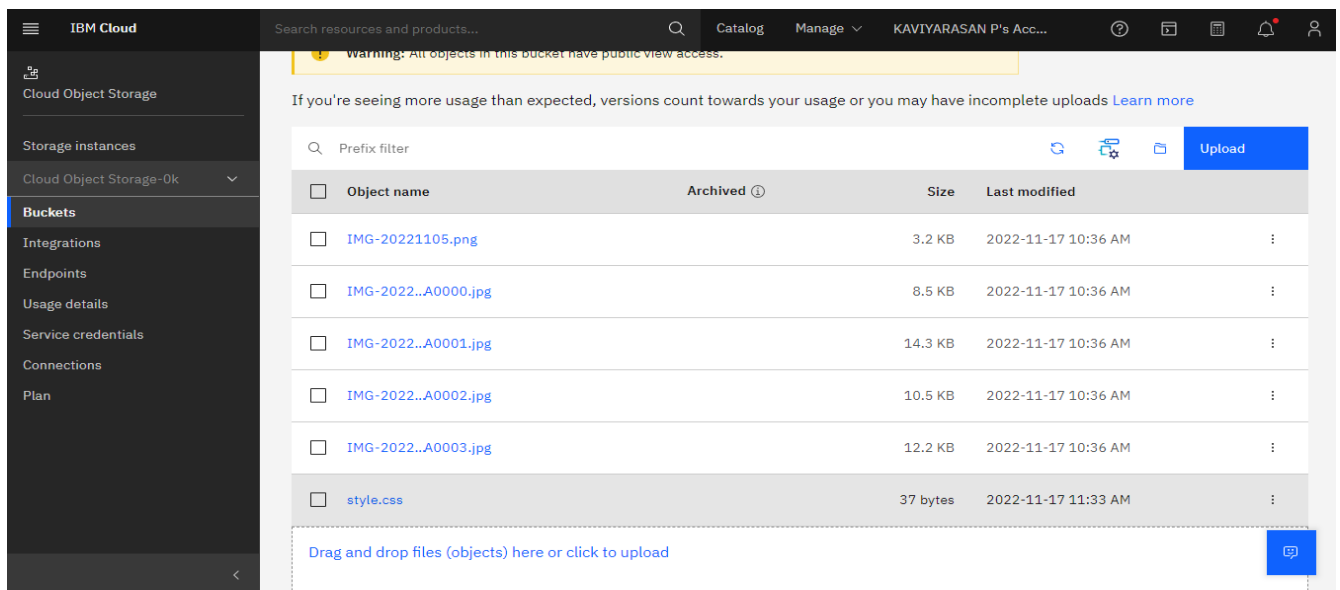 IBM Cloud
Search resources and products...
Catalog
Manage
KAVIYARASAN P's Acc...
Cloud Object Storage
Storage instances
Cloud Object Storage-0k
Buckets
Integrations
Endpoints
Usage details
Service credentials
Connections
Plan
Warning: All objects in this bucket have public view access.
If you're seeing more usage than expected, versions count towards your usage or you may have incomplete uploads Learn more
Prefix filter
Upload
Object name Archived Size Last modified
IMG-20221105.png 3.2 KB 2022-11-17 10:36 AM
IMG-2022...A0000.jpg 8.5 KB 2022-11-17 10:36 AM
IMG-2022...A0001.jpg 14.3 KB 2022-11-17 10:36 AM
IMG-2022...A0002.jpg 10.5 KB 2022-11-17 10:36 AM
IMG-2022...A0003.jpg 12.2 KB 2022-11-17 10:36 AM
style.css 37 bytes 2022-11-17 11:33 AM
Drag and drop files (objects) here or click to upload